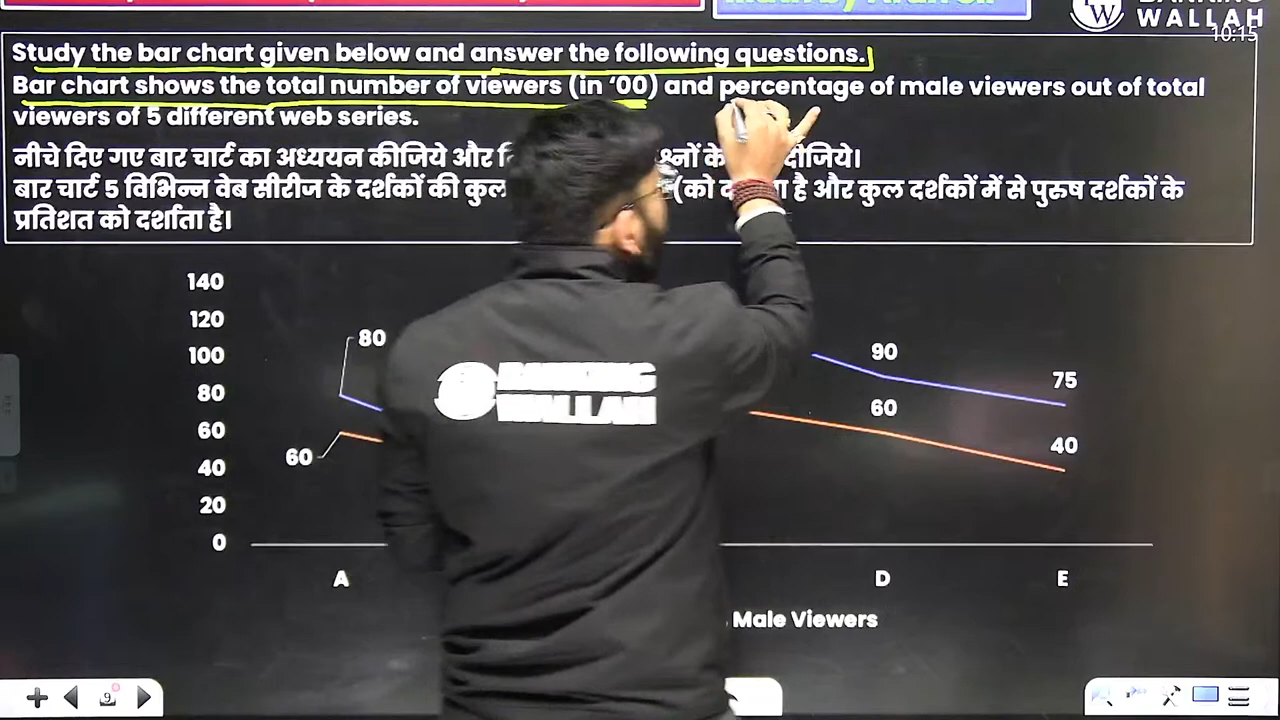 WALLAH
10:15
Study the bar chart given below and answer the following questions.
Bar chart shows the total number of viewers (in ‘00) and percentage of male viewers out of total
viewers of 5 different web series.
नीचे दिए गए बार चार्ट का अध्ययन कीजिये और
बार चार्ट 5 विभिन्न वेब सीरीज के दर्शकों की कुल (को है और कुल दर्शकों में से पुरुष दर्शकों के
प्रतिशत को दर्शाता है।
140
120
100
80
60
40
20
0
80
60
90
60
75
40
BANKING
WALLAH
A D E
Male Viewers
9